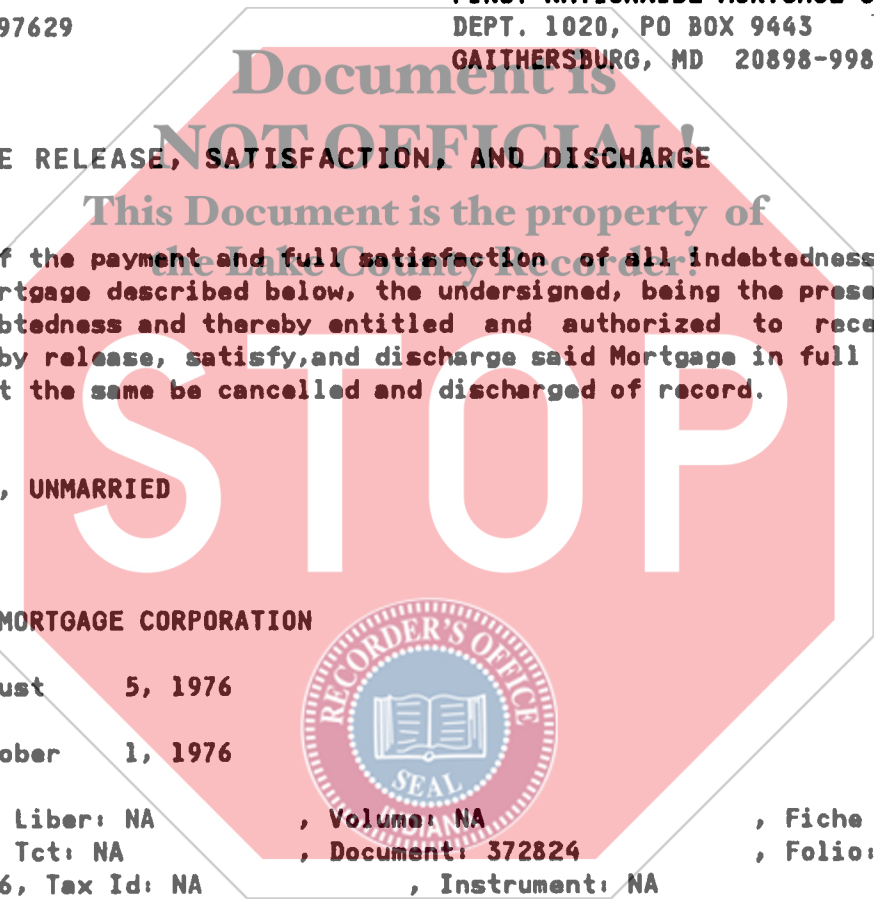 97629
DEPT. 1020, PO BOX 9443
GAITHERSBURG, MD 20898-998
Document is
NOT OFFICIAL!
E RELEASE, SATISFACTION, AND DISCHARGE
This Document is the property of
the Lake County Recorder!
f the payment and full satisfaction of all indebtedness
rtgage described below, the undersigned, being the prese
btedness and thereby entitled and authorized to rece
by release, satisfy,and discharge said Mortgage in full
t the same be cancelled and discharged of record.
STOP
, UNMARRIED
MORTGAGE CORPORATION
ust 5, 1976
ober 1, 1976
RECORDER'S OFFICE
SEAL
INDIANA
Liber: NA , Volume: NA , Fiche
Tct: NA , Document: 372824 , Folio:
6, Tax Id: NA , Instrument: NA